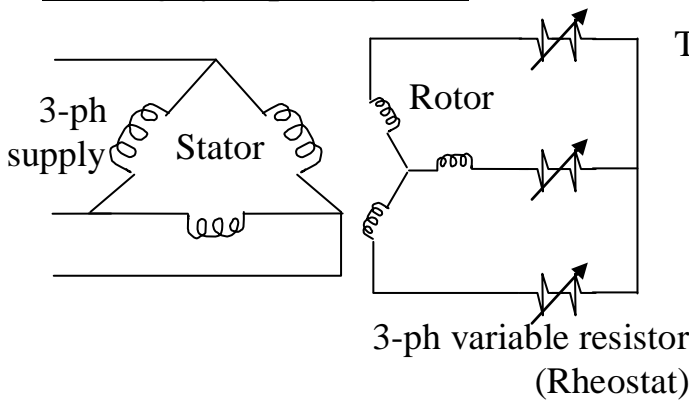 T
3-ph
supply
Stator
Rotor
3-ph variable resistor
(Rheostat)